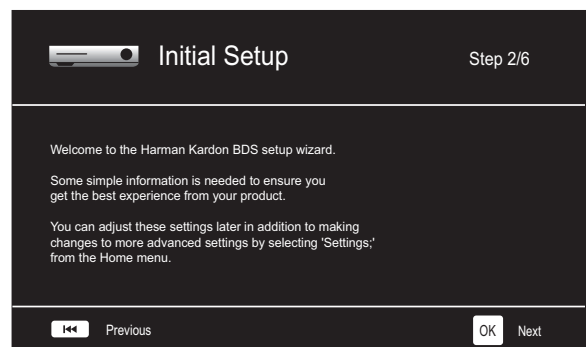 Initial Setup
Step 2/6
Welcome to the Harman Kardon BDS setup wizard.
Some simple information is needed to ensure you
get the best experience from your product.
You can adjust these settings later in addition to making
changes to more advanced settings by selecting 'Settings;'
from the Home menu.
Previous
OK Next